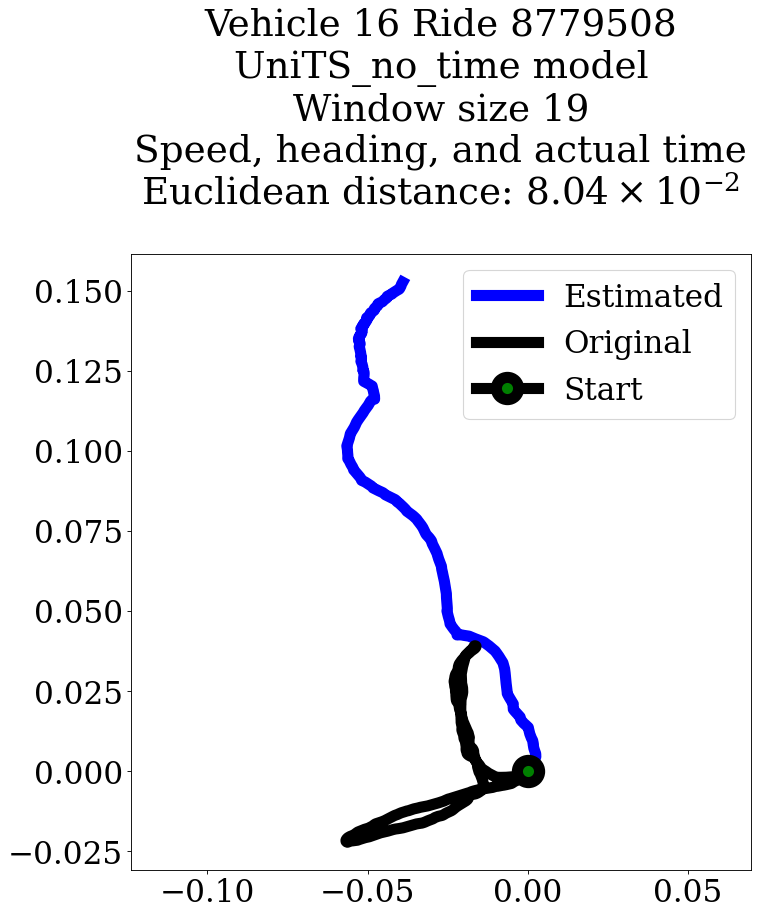 Vehicle 16 Ride 8779508
UniTS_no_time model
Window size 19
Speed, heading, and actual time
Euclidean distance: 8.04 × 10⁻²
Estimated
Original
Start
0.150
0.125
0.100
0.075
0.050
0.025
0.000
−0.025
−0.10 −0.05 0.00 0.05